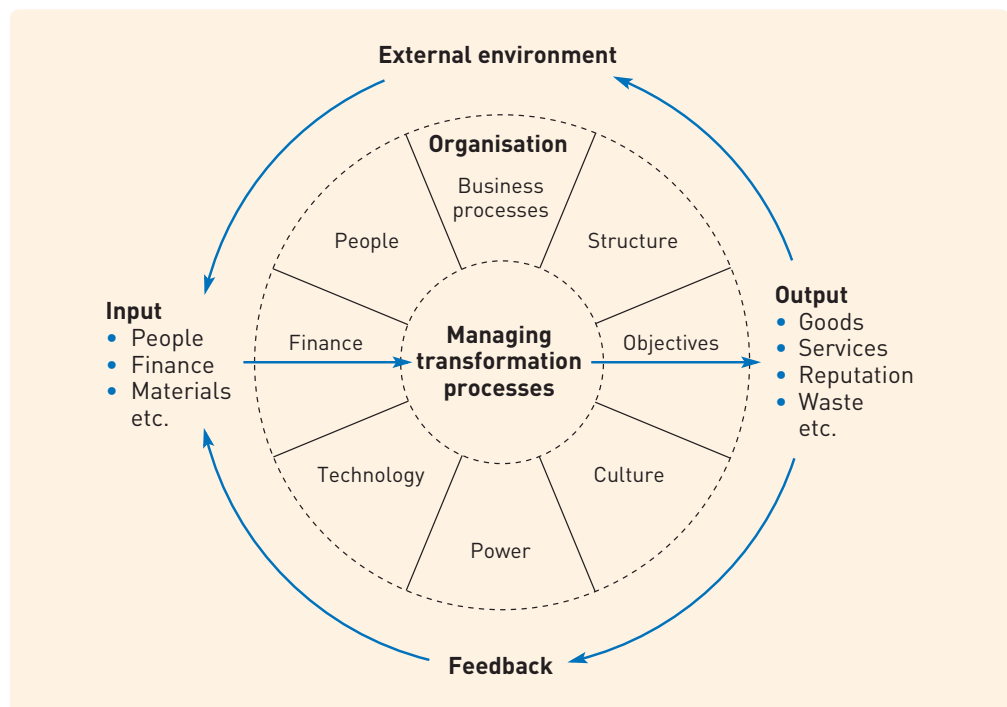 External environment
Organisation
Business
processes
People
Structure
Input
• People
• Finance
• Materials
etc.
Finance
Managing
transformation
processes
Objectives
Output
• Goods
• Services
• Reputation
• Waste
etc.
Technology
Culture
Power
Feedback